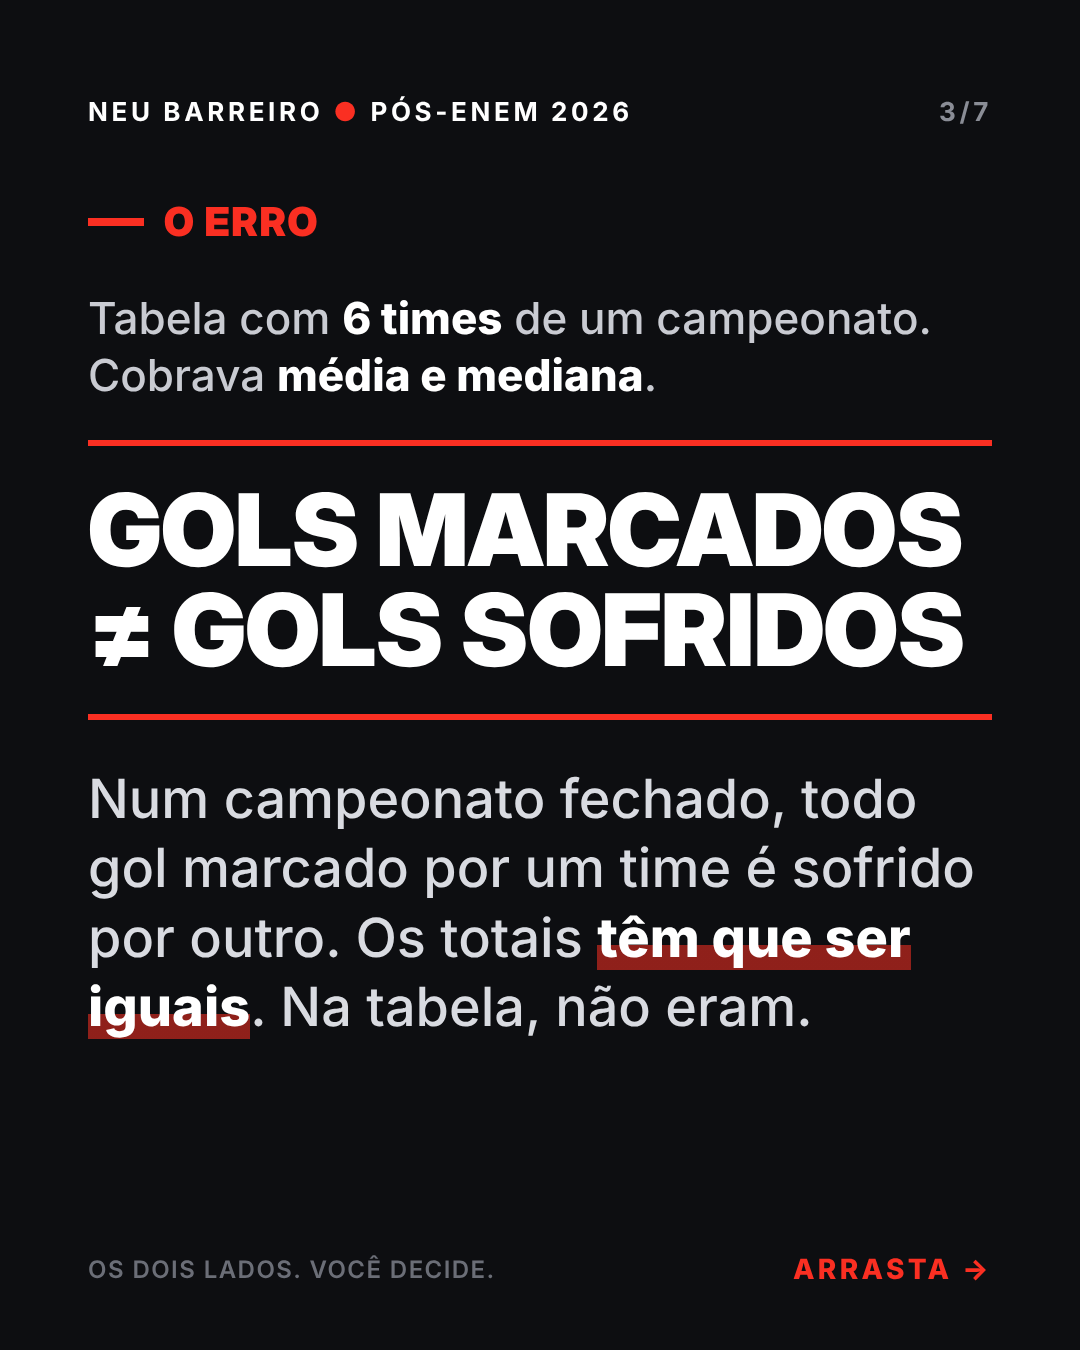 NEU BARREIRO ● PÓS-ENEM 2026
3/7
O ERRO
Tabela com 6 times de um campeonato.
Cobrava média e mediana.
GOLS MARCADOS
≠ GOLS SOFRIDOS
Num campeonato fechado, todo
gol marcado por um time é sofrido
por outro. Os totais têm que ser
iguais. Na tabela, não eram.
OS DOIS LADOS. VOCÊ DECIDE.
ARRASTA →